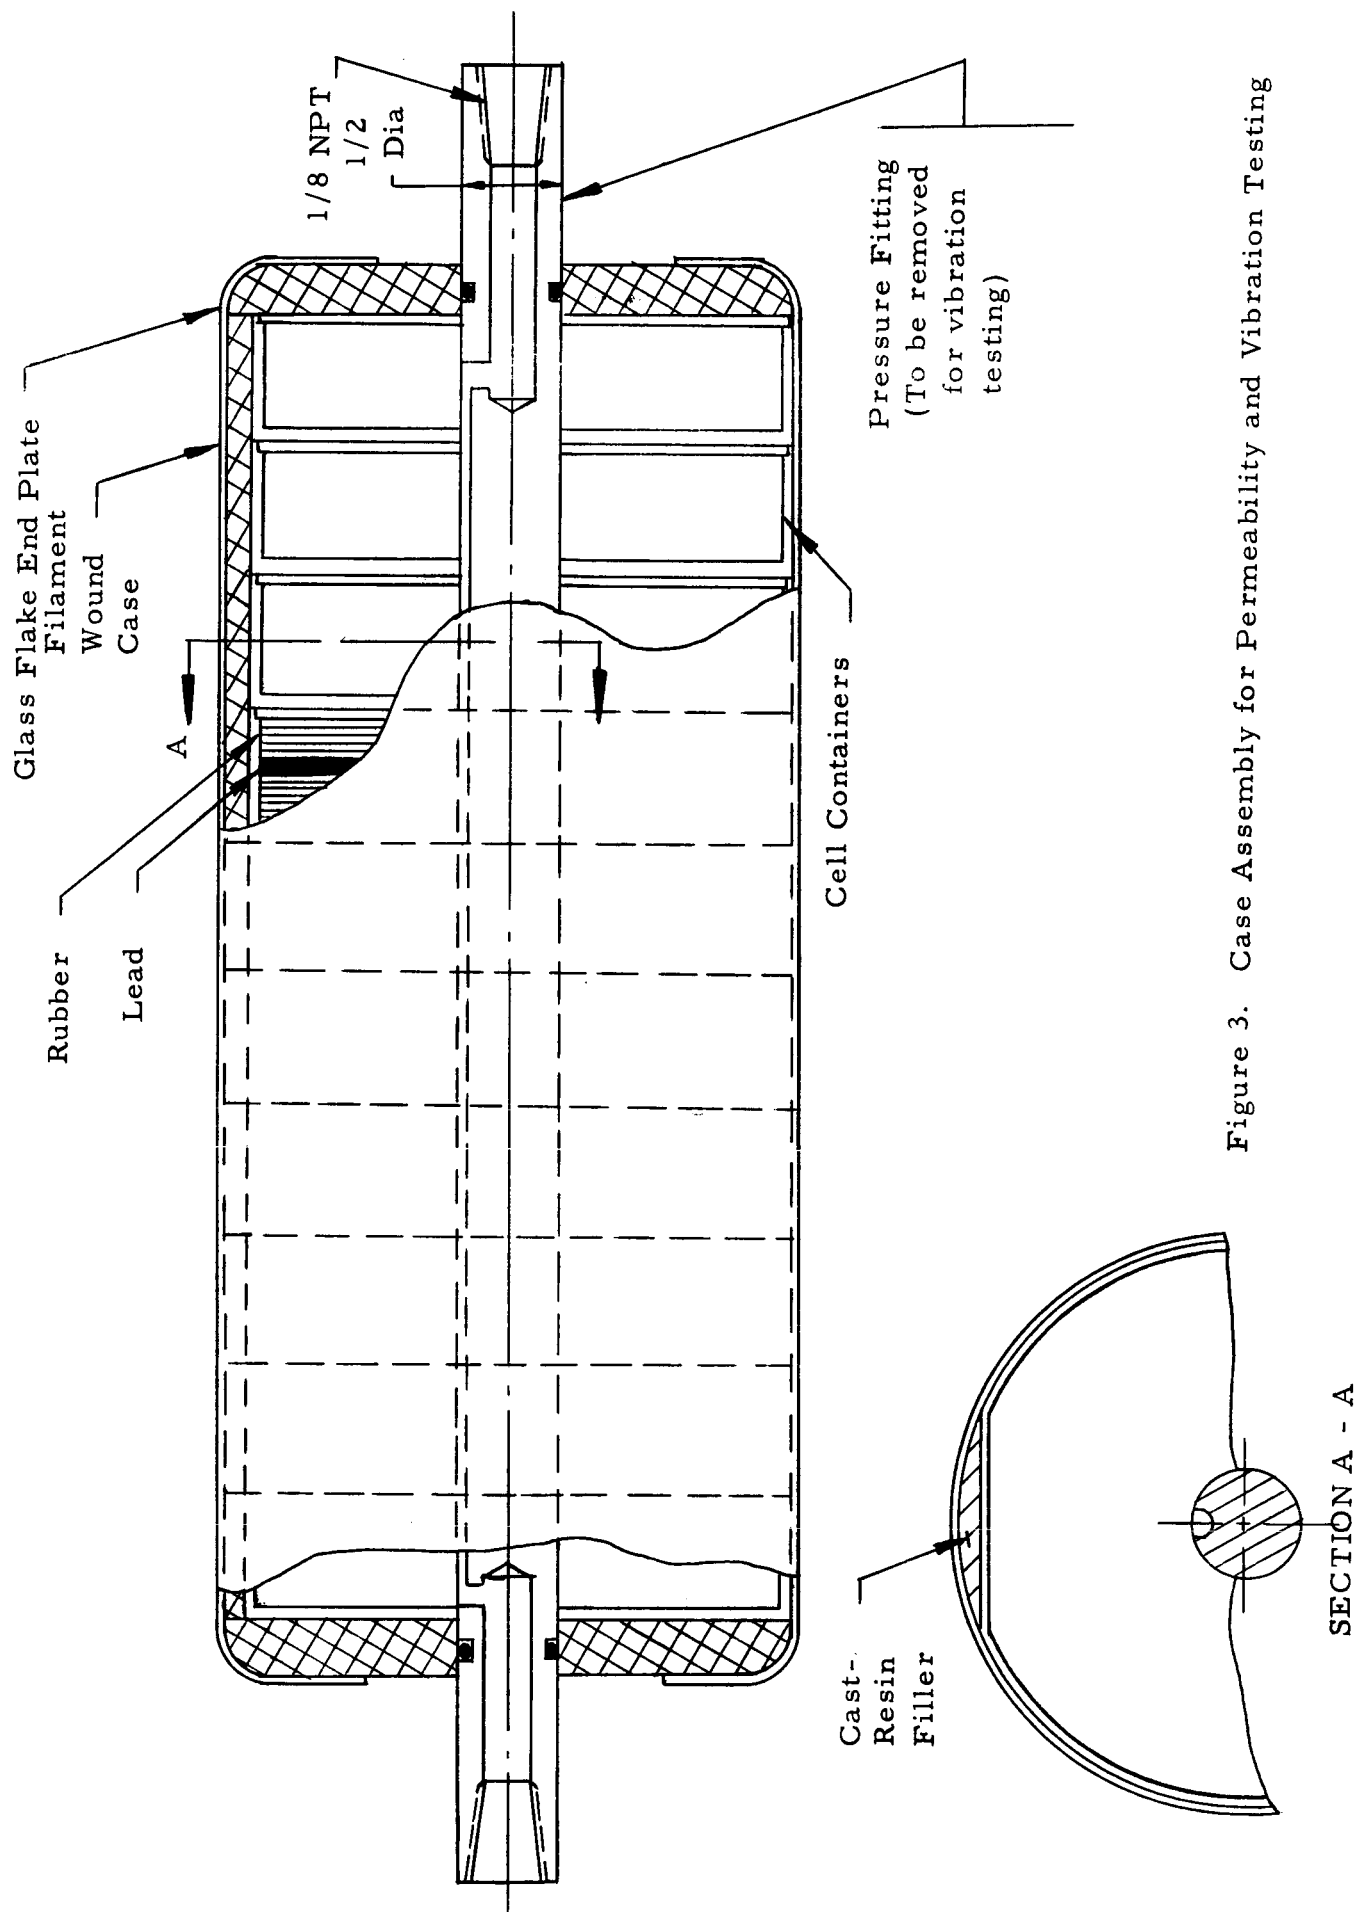 Glass Flake End Plate
Filament
Wound
Case
1/8 NPT
1/2
Dia
Rubber
Lead
A
Cell Containers
Pressure Fitting
(To be removed
for vibration
testing)
Cast-
Resin
Filler
SECTION A - A
Figure 3. Case Assembly for Permeability and Vibration Testing